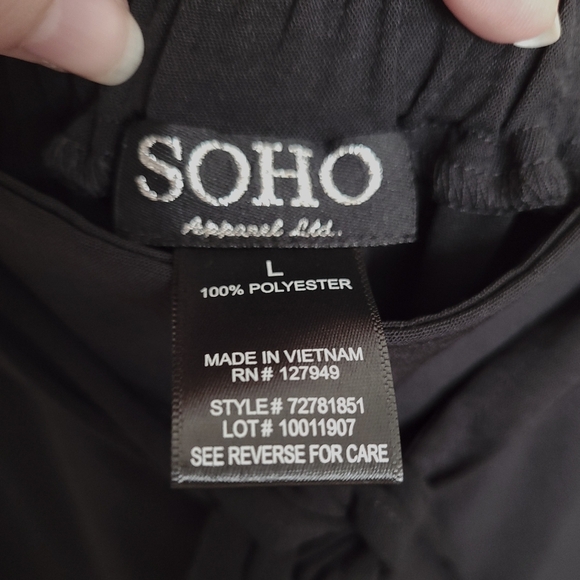 SOHO
Apparel Ltd.
L
100% POLYESTER
MADE IN VIETNAM
RN# 127949
STYLE# 72781851
LOT# 10011907
SEE REVERSE FOR CARE